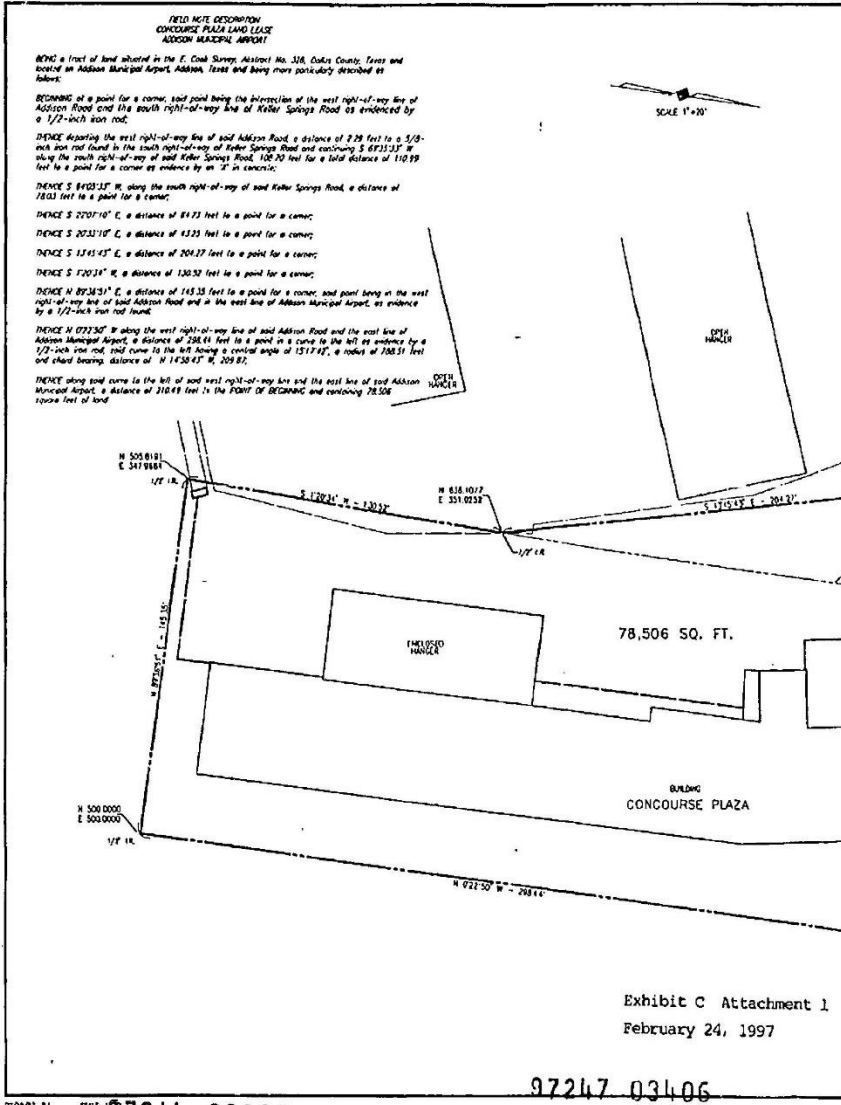 FIELD NOTE DESCRIPTION
CONCOURSE PLAZA LAND LEASE
ADDISON MUNICIPAL AIRPORT
BEING a tract of land situated in the E. Cook Survey, Abstract No. 326, Dallas County, Texas and
located on Addison Municipal Airport, Addison, Texas and being more particularly described as
follows:
BEGINNING at a point for a corner, said point being the intersection of the west right-of-way line of
Addison Road and the south right-of-way line of Keller Springs Road as evidenced by
a 1/2-inch iron rod;
THENCE departing the west right-of-way line of said Addison Road, a distance of 2.29 feet to a 5/8-
inch iron rod found in the south right-of-way of Keller Springs Road and continuing S 69°35'33" W
along the south right-of-way of said Keller Springs Road, 108.70 feet for a total distance of 110.99
feet to a point for a corner as evidence by an "X" in concrete;
THENCE S 84°03'33" W, along the south right-of-way of said Keller Springs Road, a distance of
78.03 feet to a point for a corner;
THENCE S 22°07'10" E, a distance of 84.73 feet to a point for a corner;
THENCE S 20°33'10" E, a distance of 43.25 feet to a point for a corner;
THENCE S 13°45'43" E, a distance of 204.27 feet to a point for a corner;
THENCE S 1°20'34" W, a distance of 130.52 feet to a point for a corner;
THENCE N 89°36'51" E, a distance of 145.35 feet to a point for a corner, said point being in the west
right-of-way line of said Addison Road and in the east line of Addison Municipal Airport, as evidence
by a 1/2-inch iron rod found;
THENCE N 0°22'50" W along the west right-of-way line of said Addison Road and the east line of
Addison Municipal Airport, a distance of 298.44 feet to a point in a curve to the left as evidence by a
1/2-inch iron rod, said curve to the left having a central angle of 15°17'42", a radius of 788.51 feet
and chord bearing, distance of N 14°58'43" W, 209.87;
THENCE along said curve to the left of said west right-of-way line and the east line of said Addison
Municipal Airport, a distance of 210.49 feet to the POINT OF BEGINNING and containing 78,506
square feet of land
SCALE 1"=20'
OPEN
HANGER
OPEN
HANGER
N 505.8191
E 347.9684
1/2" I.R.
S 1°20'34" W - 130.52'
N 636.1077
E 351.0252
1/2" I.R.
S 13°45'43" E - 204.27'
N 89°36'51" E - 145.35'
ENCLOSED
HANGER
78,506 SQ. FT.
BUILDING
CONCOURSE PLAZA
N 500.0000
E 500.0000
1/2" I.R.
N 0°22'50" W - 298.44'
Exhibit C Attachment 1
February 24, 1997
97247 03406